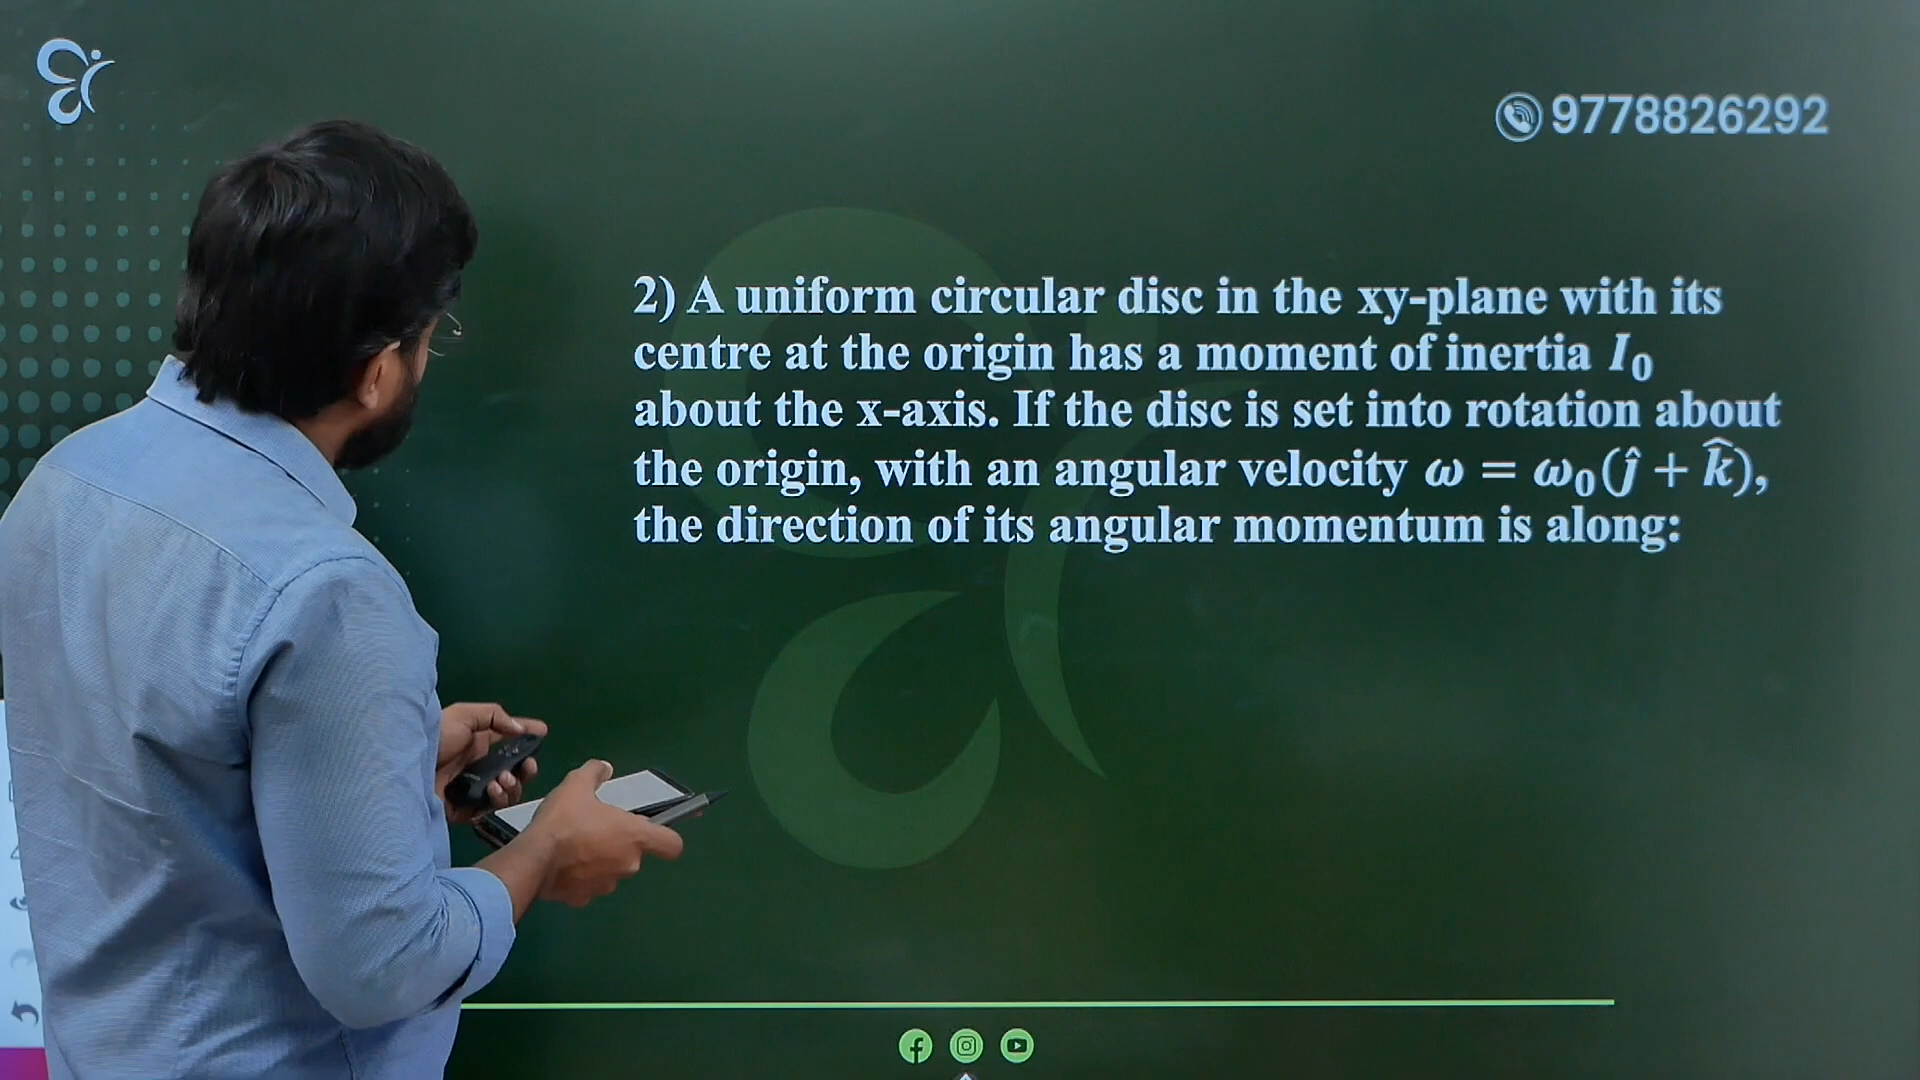 9778826292
2) A uniform circular disc in the xy-plane with its
centre at the origin has a moment of inertia I₀
about the x-axis. If the disc is set into rotation about
the origin, with an angular velocity ω = ω₀(ĵ + k̂),
the direction of its angular momentum is along: